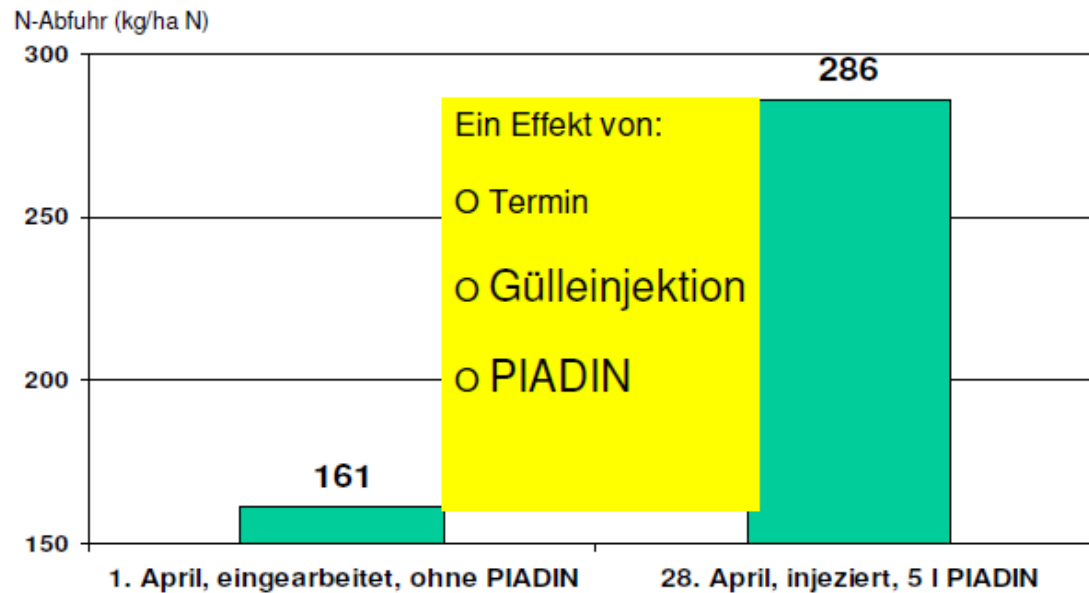 N-Abfuhr (kg/ha N)
300
286
Ein Effekt von:
O Termin
250
O Gülleinjektion
200
O PIADIN
161
150
1. April, eingearbeitet, ohne PIADIN
28. April, injeziert, 5 l PIADIN